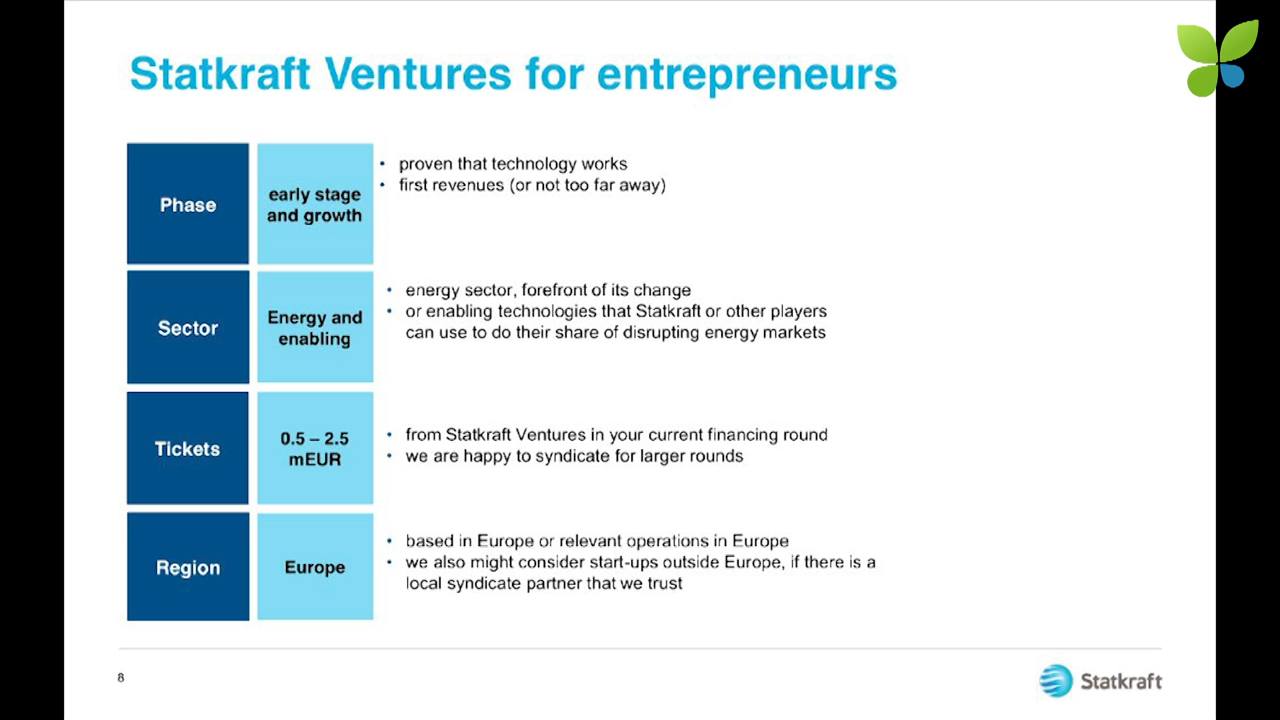 Statkraft Ventures for entrepreneurs
Phase
early stage
and growth
• proven that technology works
• first revenues (or not too far away)
Sector
Energy and
enabling
• energy sector, forefront of its change
• or enabling technologies that Statkraft or other players
can use to do their share of disrupting energy markets
Tickets
0.5 – 2.5
mEUR
• from Statkraft Ventures in your current financing round
• we are happy to syndicate for larger rounds
Region
Europe
• based in Europe or relevant operations in Europe
• we also might consider start-ups outside Europe, if there is a
local syndicate partner that we trust
8
Statkraft